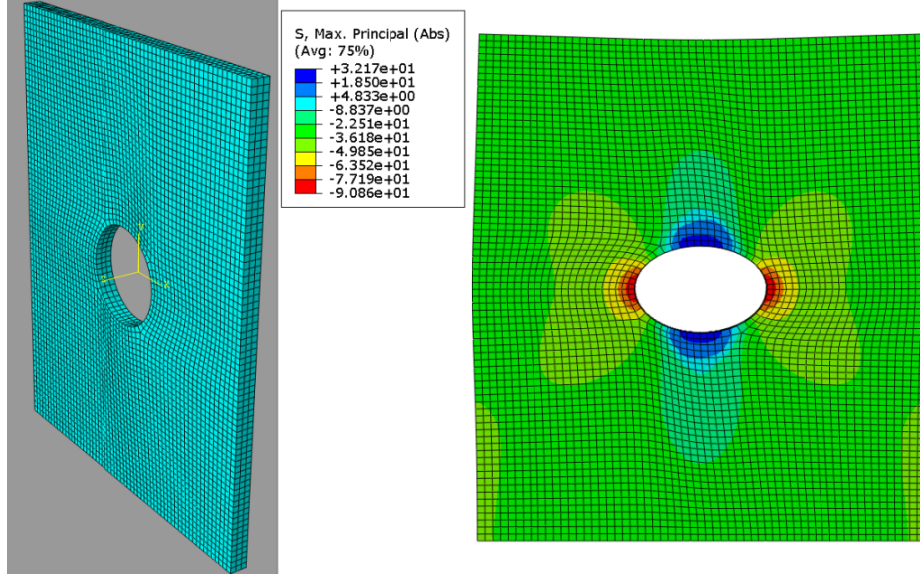 S, Max. Principal (Abs)
(Avg: 75%)
+3.217e+01
+1.850e+01
+4.833e+00
-8.837e+00
-2.251e+01
-3.618e+01
-4.985e+01
-6.352e+01
-7.719e+01
-9.086e+01